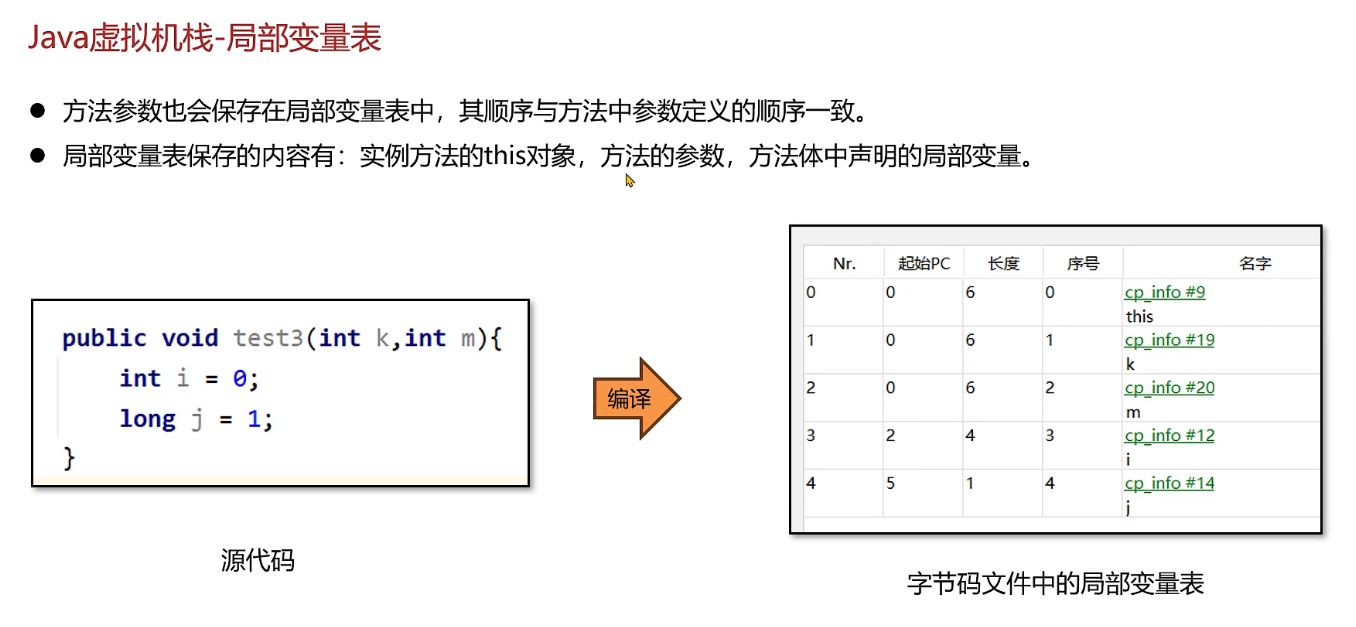 Java虚拟机栈-局部变量表
● 方法参数也会保存在局部变量表中，其顺序与方法中参数定义的顺序一致。
● 局部变量表保存的内容有：实例方法的this对象，方法的参数，方法体中声明的局部变量。
public void test3(int k,int m){
int i = 0;
long j = 1;
}
源代码
编译
Nr. 起始PC 长度 序号 名字
0 0 6 0 cp_info #9
this
1 0 6 1 cp_info #19
k
2 0 6 2 cp_info #20
m
3 2 4 3 cp_info #12
i
4 5 1 4 cp_info #14
j
字节码文件中的局部变量表